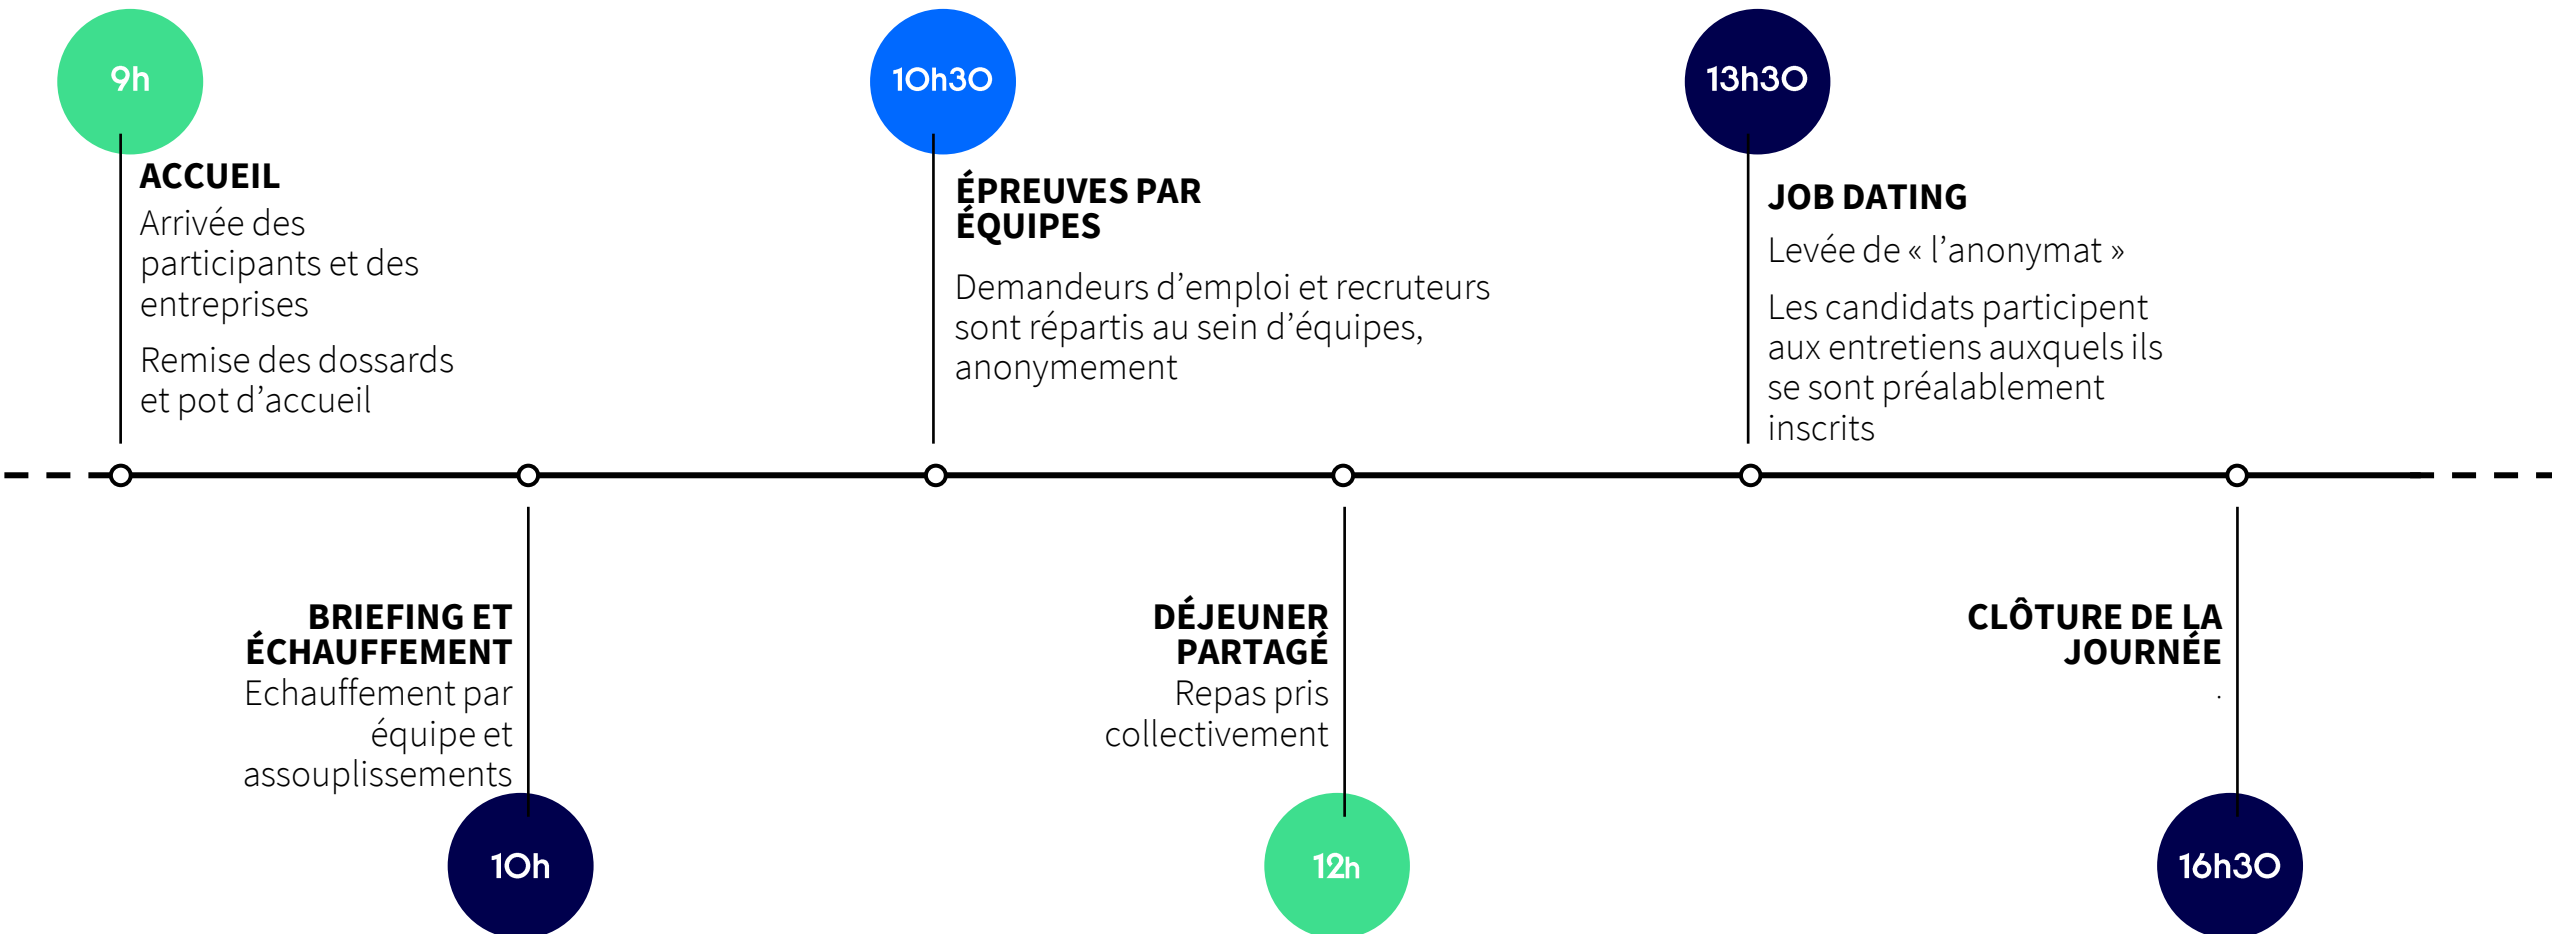 9h
ACCUEIL
Arrivée des
participants et des
entreprises
Remise des dossards
et pot d’accueil
10h
BRIEFING ET
ÉCHAUFFEMENT
Echauffement par
équipe et
assouplissements
10h30
ÉPREUVES PAR
ÉQUIPES
Demandeurs d’emploi et recruteurs
sont répartis au sein d’équipes,
anonymement
12h
DÉJEUNER
PARTAGÉ
Repas pris
collectivement
13h30
JOB DATING
Levée de « l’anonymat »
Les candidats participent
aux entretiens auxquels ils
se sont préalablement
inscrits
16h30
CLÔTURE DE LA
JOURNÉE
.